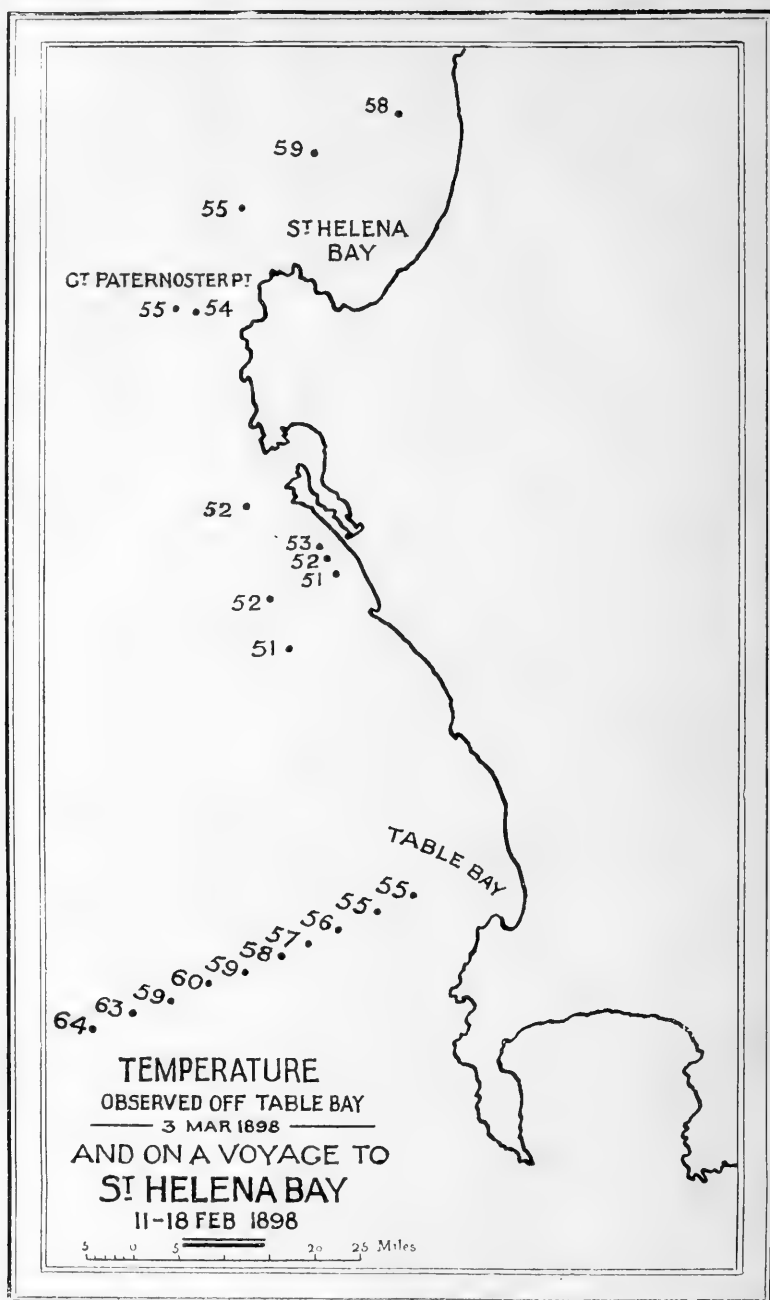 58
59
55
ST HELENA
BAY
GT PATERNOSTER PT
55 54
52
53
52
51
52
51
TABLE BAY
55
55
56
57
58
59
60
59
63
64
TEMPERATURE
OBSERVED OFF TABLE BAY
3 MAR 1898
AND ON A VOYAGE TO
ST HELENA BAY
11-18 FEB 1898
5 0 5 20 25 Miles